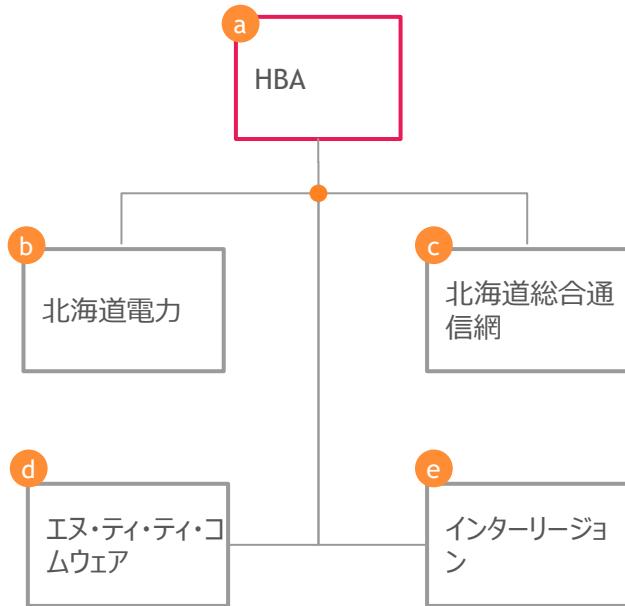 a
HBA
b
北海道電力
c
北海道総合通
信網
d
エヌ・ティ・ティ・コ
ムウェア
e
インターリージョ
ン